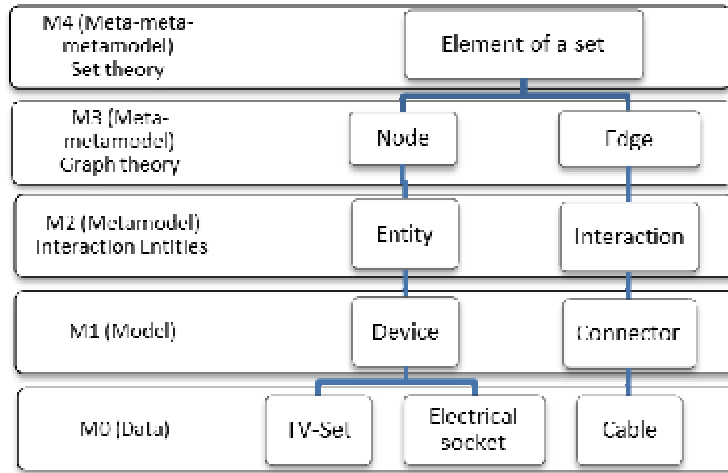 M4 (Meta-meta-
metamodel)
Set theory
Element of a set
M3 (Meta-
metamodel)
Graph theory
Node
Edge
M2 (Metamodel)
Interaction Entities
Entity
Interaction
M1 (Model)
Device
Connector
M0 (Data)
TV-Set
Electrical
socket
Cable